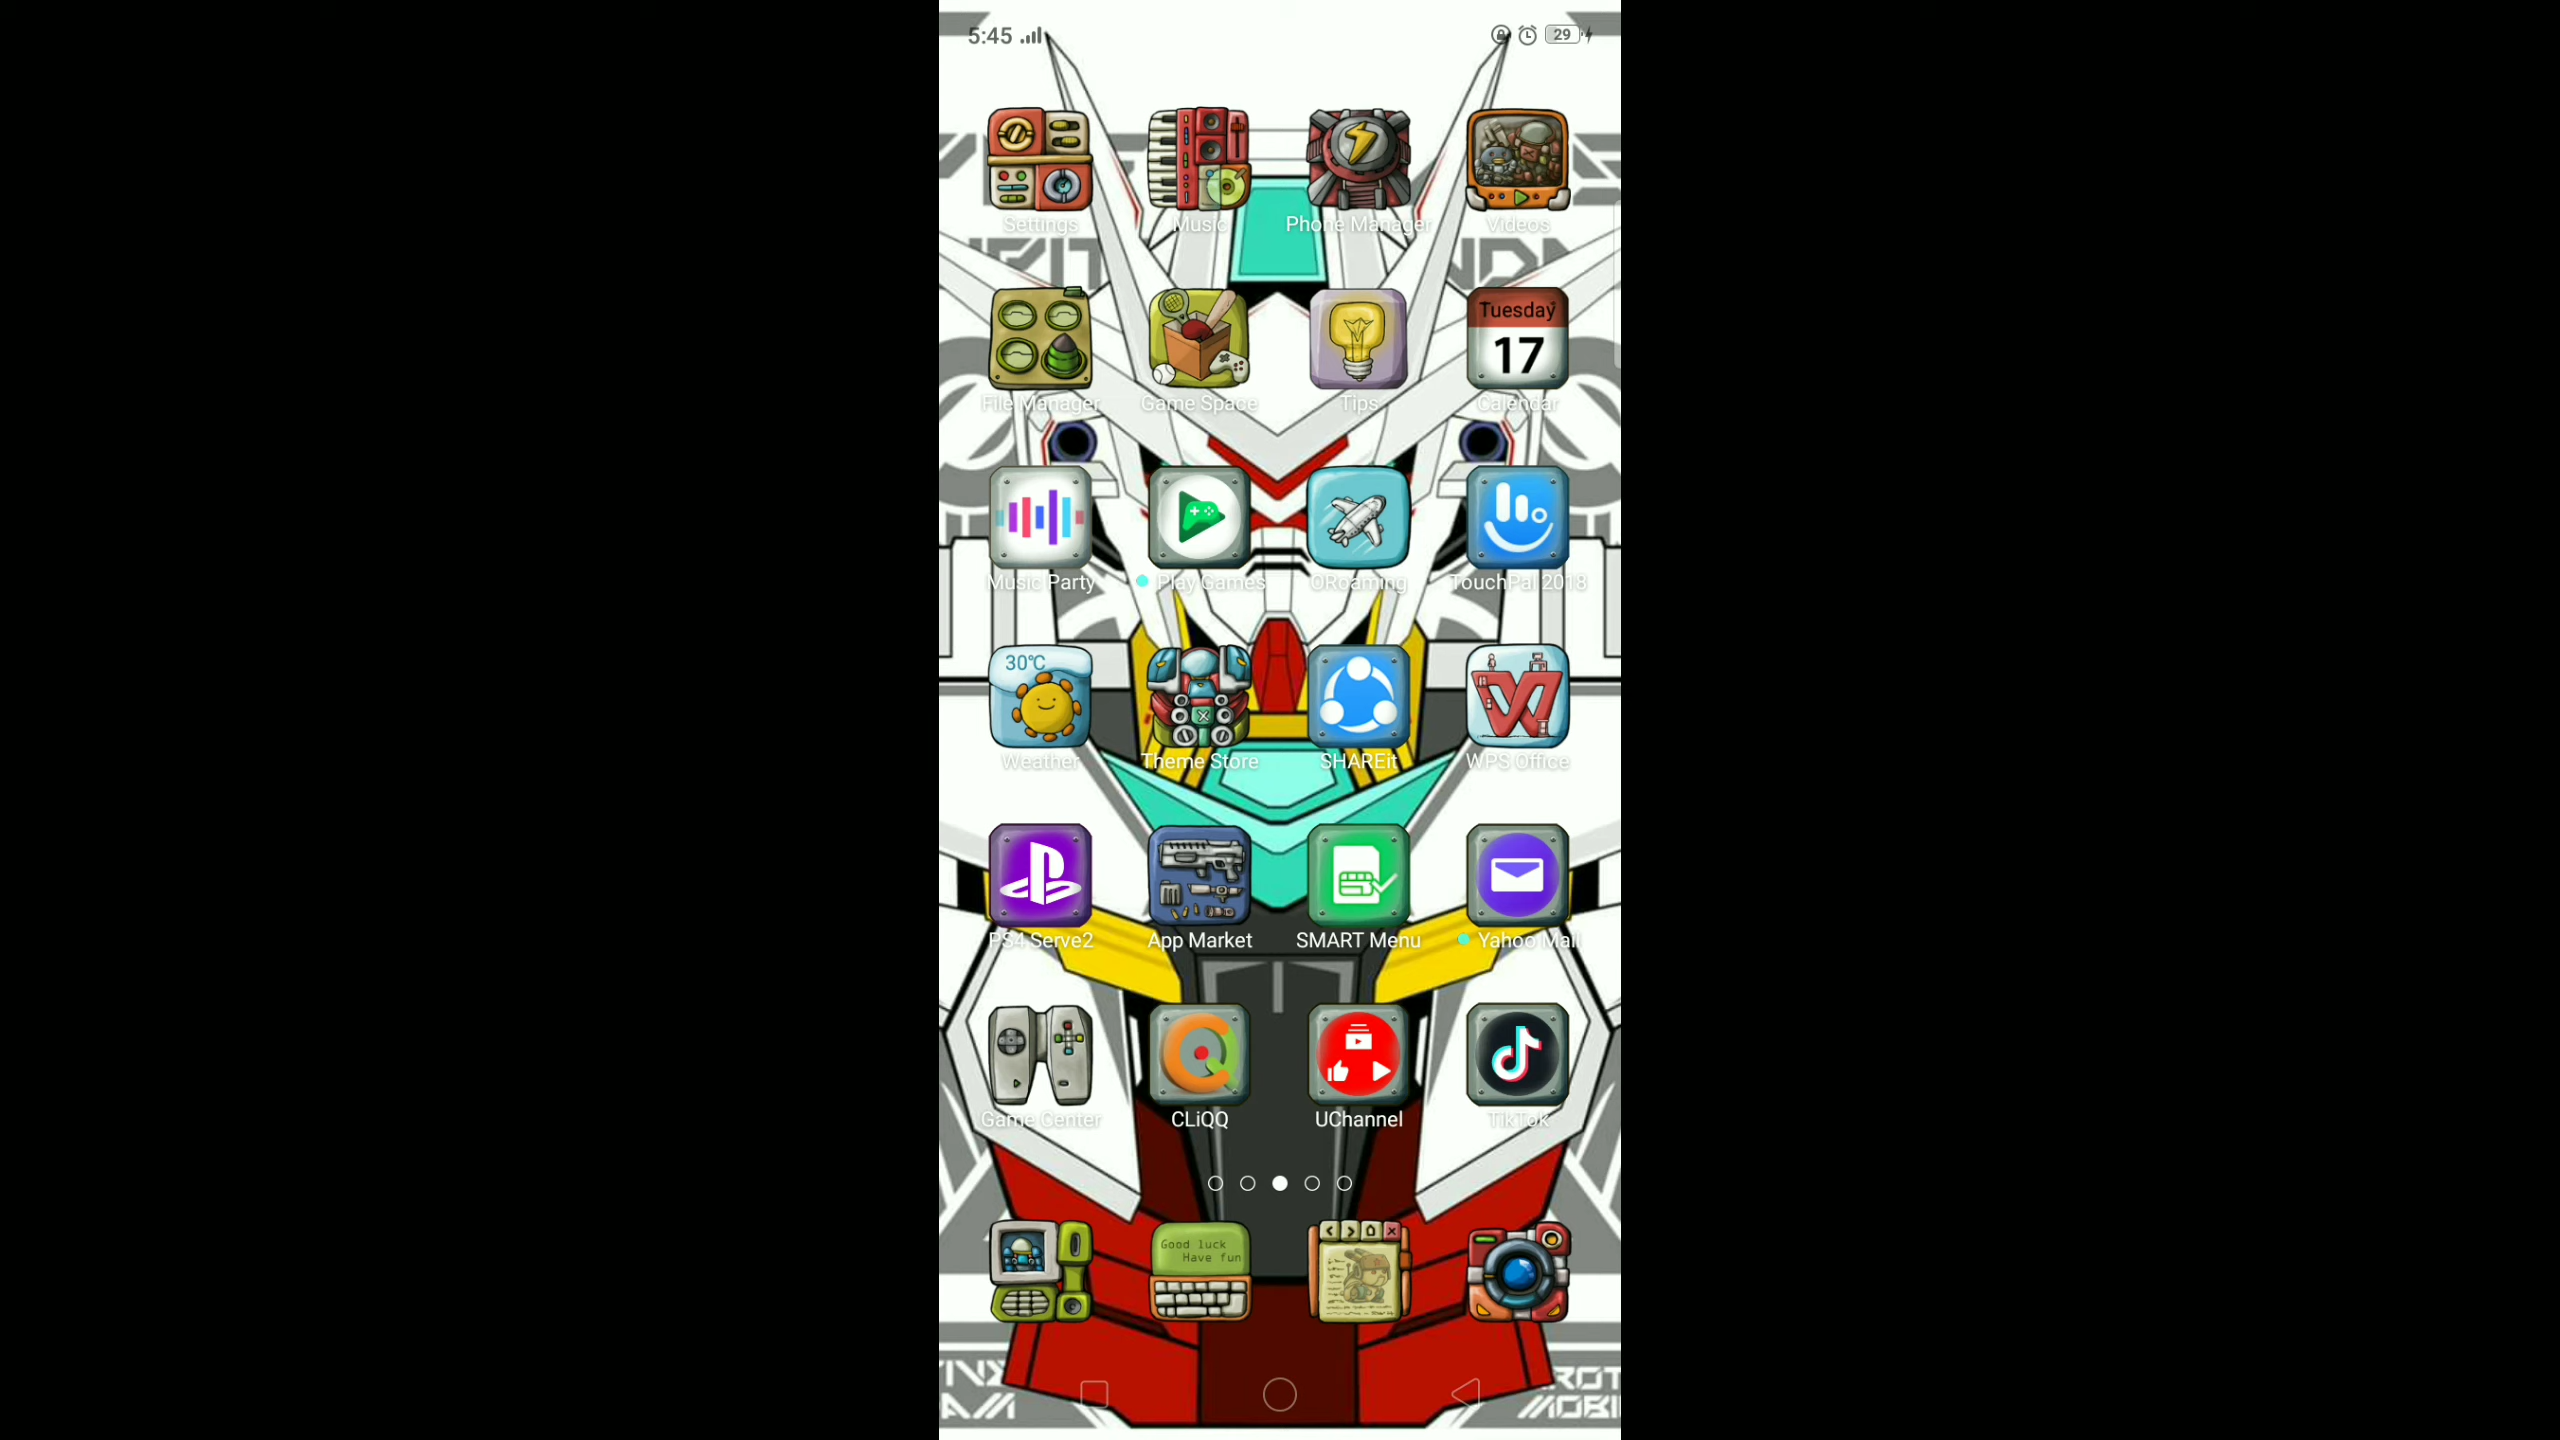 5:45
29
Settings
Music
Phone Manager
Videos
Tuesday
17
File Manager
Game Space
Tips
Calendar
Music Party
Play Games
ORoaming
TouchPal 2018
30°C
Weather
Theme Store
SHAREit
WPS Office
PS4 Serve2
App Market
SMART Menu
Yahoo Mail
Game Center
CLiQQ
UChannel
TikTok
Good luck
Have fun